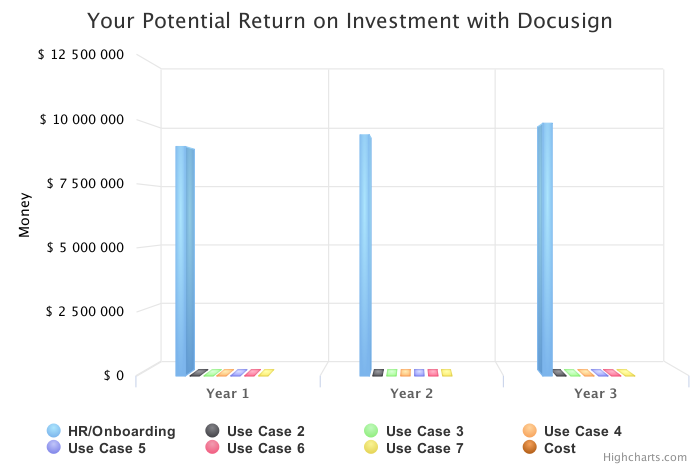 Your Potential Return on Investment with Docusign
$ 12 500 000
$ 10 000 000
$ 7 500 000
$ 5 000 000
$ 2 500 000
$ 0
Money
Year 1
Year 2
Year 3
HR/Onboarding
Use Case 2
Use Case 3
Use Case 4
Use Case 5
Use Case 6
Use Case 7
Cost
Highcharts.com